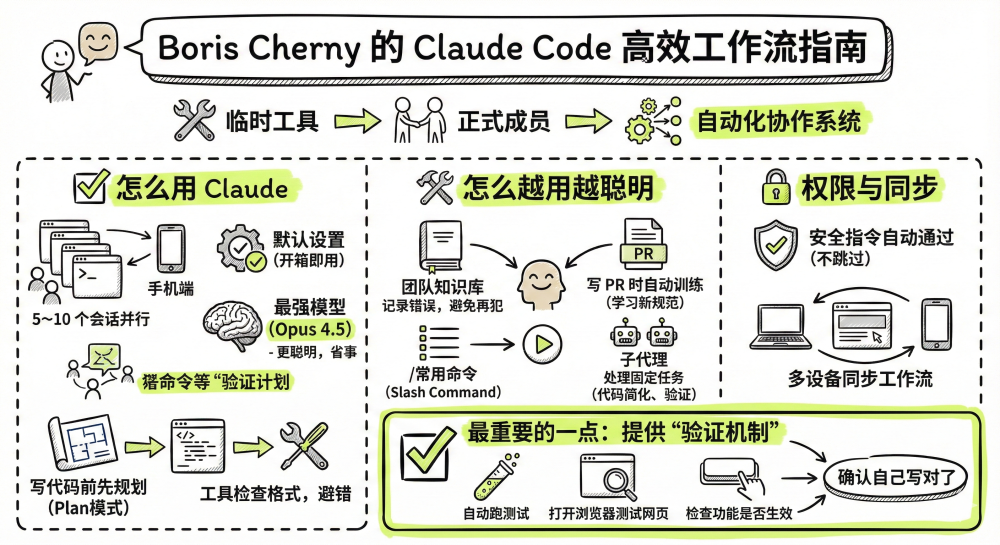 Boris Cherny 的 Claude Code 高效工作流指南
临时工具
正式成员
自动化协作系统
怎么用 Claude
手机端
5~10 个会话并行
默认设置
（开箱即用）
最强模型
（Opus 4.5）
- 更聪明，省事
命令等 “验证计划
写代码前先规划
（Plan模式）
工具检查格式，避错
怎么越用越聪明
团队知识库
记录错误，避免再犯
PR
写 PR 时自动训练
（学习新规范）
/常用命令
（Slash Command）
子代理
处理固定任务
（代码简化、验证）
权限与同步
安全指令自动通过
（不跳过）
多设备同步工作流
最重要的一点：提供 “验证机制”
自动跑测试
打开浏览器测试网页
检查功能是否生效
确认自己写对了